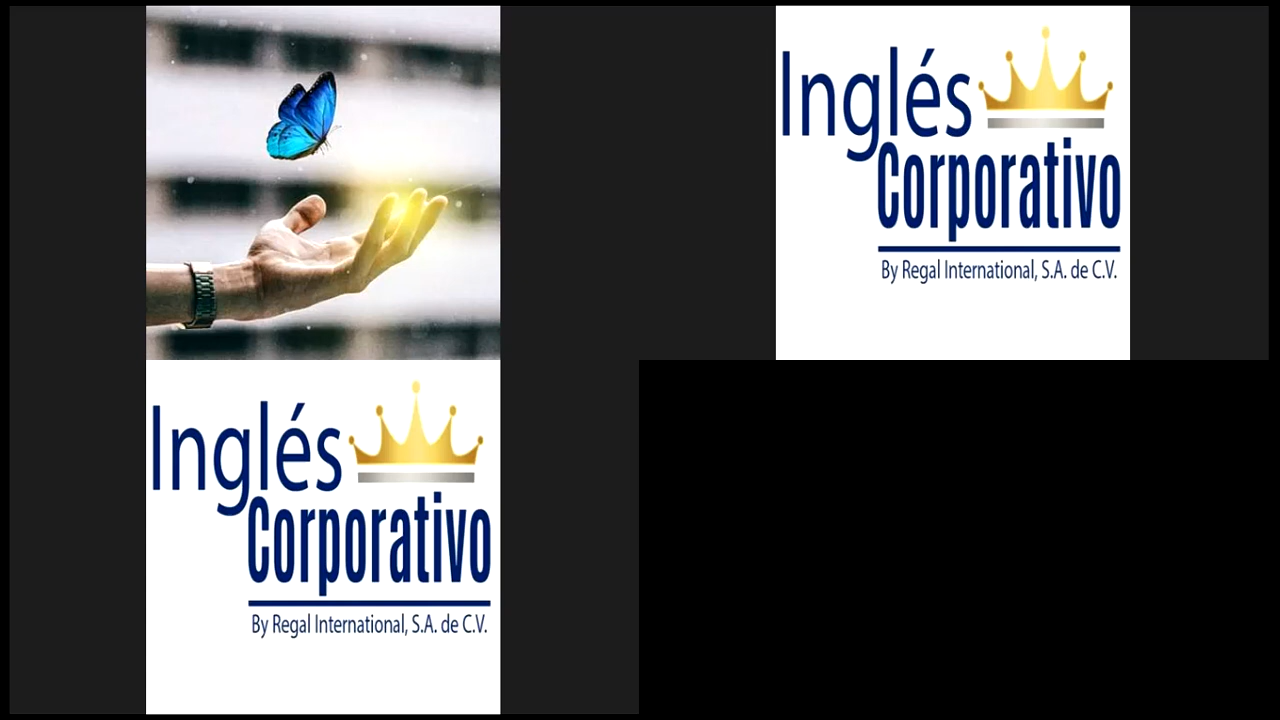 Inglés
Corporativo
By Regal International, S.A. de C.V.
Inglés
Corporativo
By Regal International, S.A. de C.V.